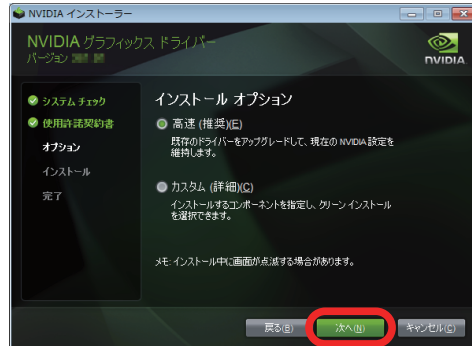 NVIDIA インストーラー
NVIDIA グラフィックス ドライバー
バージョン
NVIDIA.
システム チェック
使用許諾契約書
オプション
インストール
完了
インストール オプション
高速 (推奨)(E)
既存のドライバーをアップグレードして、現在の NVIDIA 設定を
維持します。
カスタム (詳細)(C)
インストールするコンポーネントを指定し、クリーン インストール
を選択できます。
メモ: インストール中に画面が点滅する場合があります。
戻る(B)
次へ(N)
キャンセル(C)